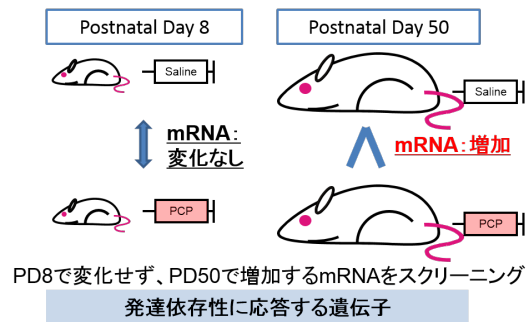 Postnatal Day 8
Postnatal Day 50
Saline
Saline
mRNA:
変化なし
mRNA:増加
PCP
PCP
PD8で変化せず、PD50で増加するmRNAをスクリーニング
発達依存性に応答する遺伝子